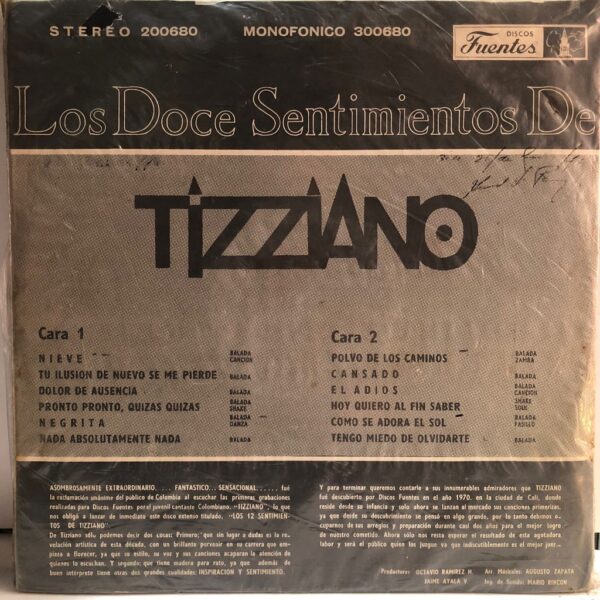 STEREO 200680
MONOFONICO 300680
DISCOS
Fuentes
Los Doce Sentimientos De
TIZZIANO
Cara 1
NIEVE BALADA CANCION
TU ILUSION DE NUEVO SE ME PIERDE BALADA
DOLOR DE AUSENCIA BALADA
PRONTO PRONTO, QUIZAS QUIZAS BALADA SHAKE
NEGRITA BALADA DANZA
NADA ABSOLUTAMENTE NADA BALADA
Cara 2
POLVO DE LOS CAMINOS BALADA ZAMBA
CANSADO BALADA
EL ADIOS BALADA CANCION
HOY QUIERO AL FIN SABER SHAKE SOUL
COMO SE ADORA EL SOL BALADA PASILLO
TENGO MIEDO DE OLVIDARTE BALADA
ASOMBROSAMENTE EXTRAORDINARIO.... FANTASTICO... SENSACIONAL...... fué
la reclamación unánime del público de Colombia al escuchar las primeras grabaciones
realizadas para Discos Fuentes por el juvenil cantante Colombiano. "TIZZIANO", lo que
nos obligó a lanzar de inmediato este disco extenso titulado, "LOS 12 SENTIMIEN-
TOS DE TIZZIANO".
De Tizziano sólo podemos decir dos cosas: Primero; que sin lugar a dudas es la re-
velación artística de esta década, con un brillante porvenir en su carrera que em-
pieza a florecer, ya que su estilo, su voz y sus canciones acaparan la atención de
quienes lo escuchan. Y segundo: que tiene madera para rato, ya que además de
buen intérprete tiene otras dos grandes cualidades: INSPIRACION Y SENTIMIENTO.
Y para terminar queremos contarle a sus innumerables admiradores que TIZZIANO
fué descubierto por Discos Fuentes en el año 1970. en la ciudad de Cali, donde
reside desde su infancia y sólo ahora se lanzan al mercado sus canciones primerizas.
ya que desde su descubrimiento se pensó en algo grande, por lo tanto debimos o-
cuparnos de sus arreglos y preparación durante casi dos años para el mejor logro
de nuestro cometido. Ahora sólo nos resta esperar el resultado de esta agotadora
labor y será el público quien los juzgue ya que indiscutiblemente es el mejor juez..
Productores: OCTAVIO RAMIREZ H.
JAIME AYALA V
Arr. Musicales: AUGUSTO ZAPATA
Ing. de Sonido: MARIO RINCON